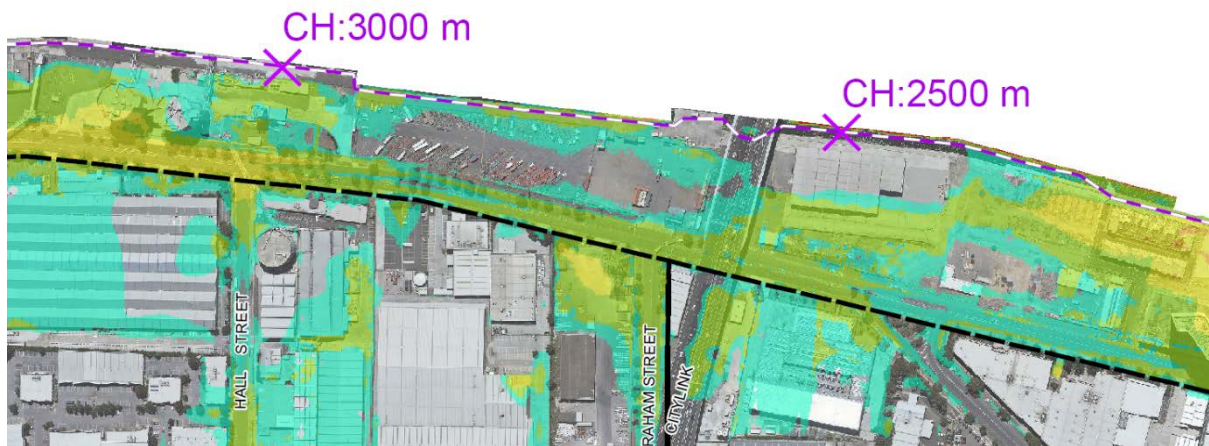 CH:3000 m
CH:2500 m
HALL STREET
RAHAM STREET
CITYLINK